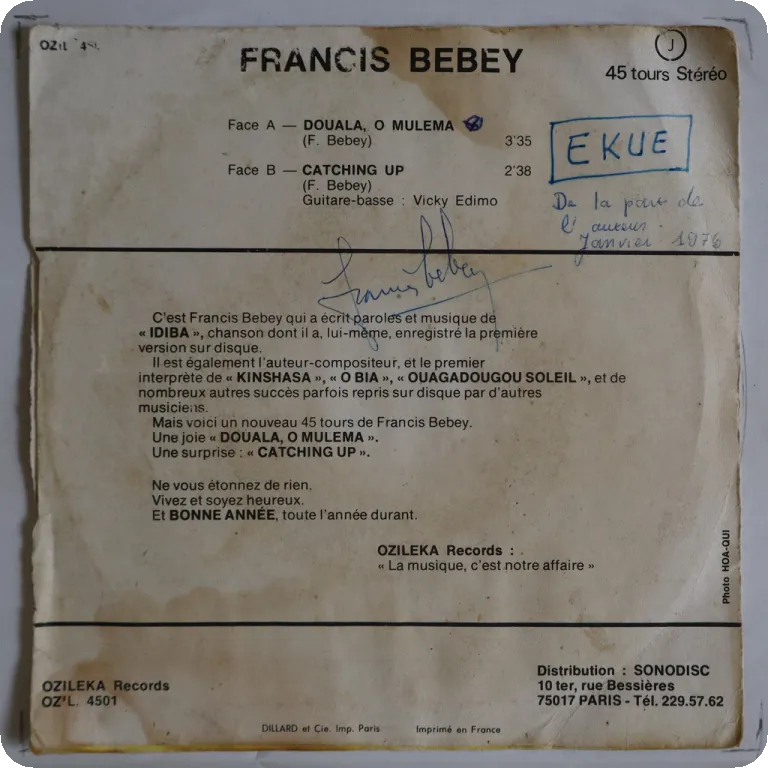 OZIL
J
FRANCIS BEBEY
45 tours Stéréo
Face A — DOUALA, O MULEMA
(F. Bebey) 3'35
Face B — CATCHING UP 2'38
(F. Bebey)
Guitare-basse : Vicky Edimo
EKUE
De la part de
l'auteur.
Janvier 1976
francis bebey
C'est Francis Bebey qui a écrit paroles et musique de
« IDIBA », chanson dont il a, lui-même, enregistré la première
version sur disque.
Il est également l'auteur-compositeur, et le premier
interprète de « KINSHASA », « O BIA », « OUAGADOUGOU SOLEIL », et de
nombreux autres succès parfois repris sur disque par d'autres
musiciens.
Mais voici un nouveau 45 tours de Francis Bebey.
Une joie « DOUALA, O MULEMA ».
Une surprise : « CATCHING UP ».
Ne vous étonnez de rien.
Vivez et soyez heureux.
Et BONNE ANNÉE, toute l'année durant.
OZILEKA Records :
« La musique, c'est notre affaire »
Photo HOA-QUI
OZILEKA Records
OZ'L. 4501
Distribution : SONODISC
10 ter, rue Bessières
75017 PARIS - Tél. 229.57.62
DILLARD et Cie. Imp. Paris Imprimé en France